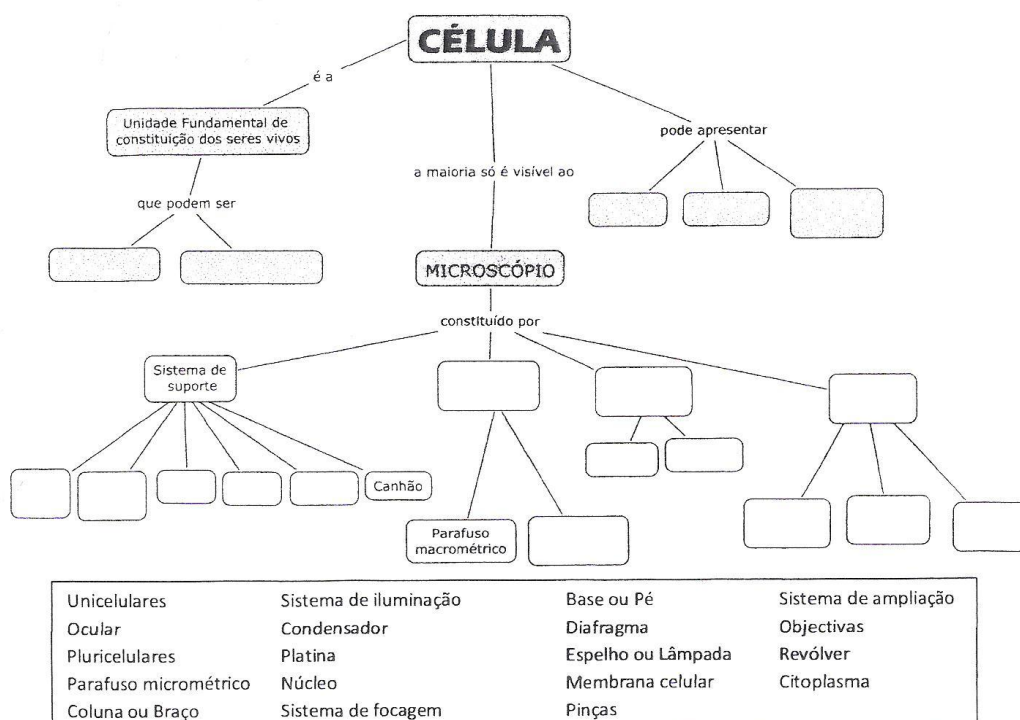 CÉLULA
é a
Unidade Fundamental de
constituição dos seres vivos
pode apresentar
a maioria só é visível ao
que podem ser
MICROSCÓPIO
constituído por
Sistema de
suporte
Canhão
Parafuso
macrométrico
Unicelulares Sistema de iluminação Base ou Pé Sistema de ampliação
Ocular Condensador Diafragma Objectivas
Pluricelulares Platina Espelho ou Lâmpada Revólver
Parafuso micrométrico Núcleo Membrana celular Citoplasma
Coluna ou Braço Sistema de focagem Pinças